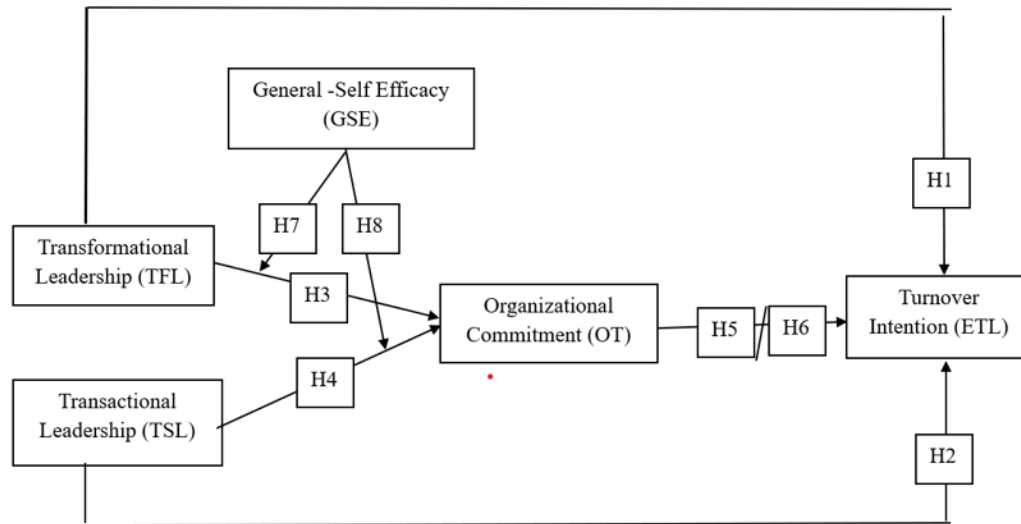 General -Self Efficacy
(GSE)
H1
H7
H8
Transformational
Leadership (TFL)
H3
Organizational
Commitment (OT)
H5
/
H6
Turnover
Intention (ETL)
H4
Transactional
Leadership (TSL)
H2